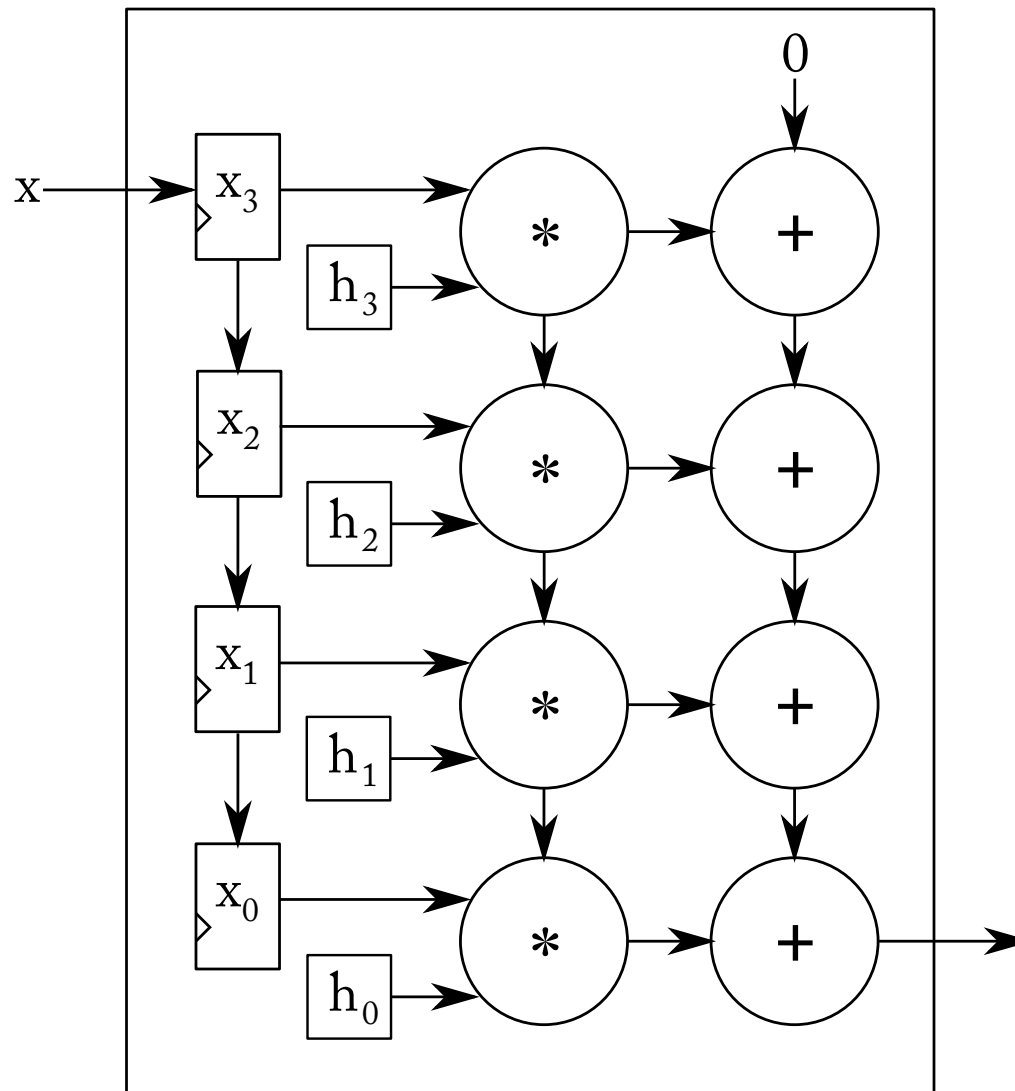 0
x
x₃
*
+
h₃
x₂
*
+
h₂
x₁
*
+
h₁
x₀
*
+
h₀